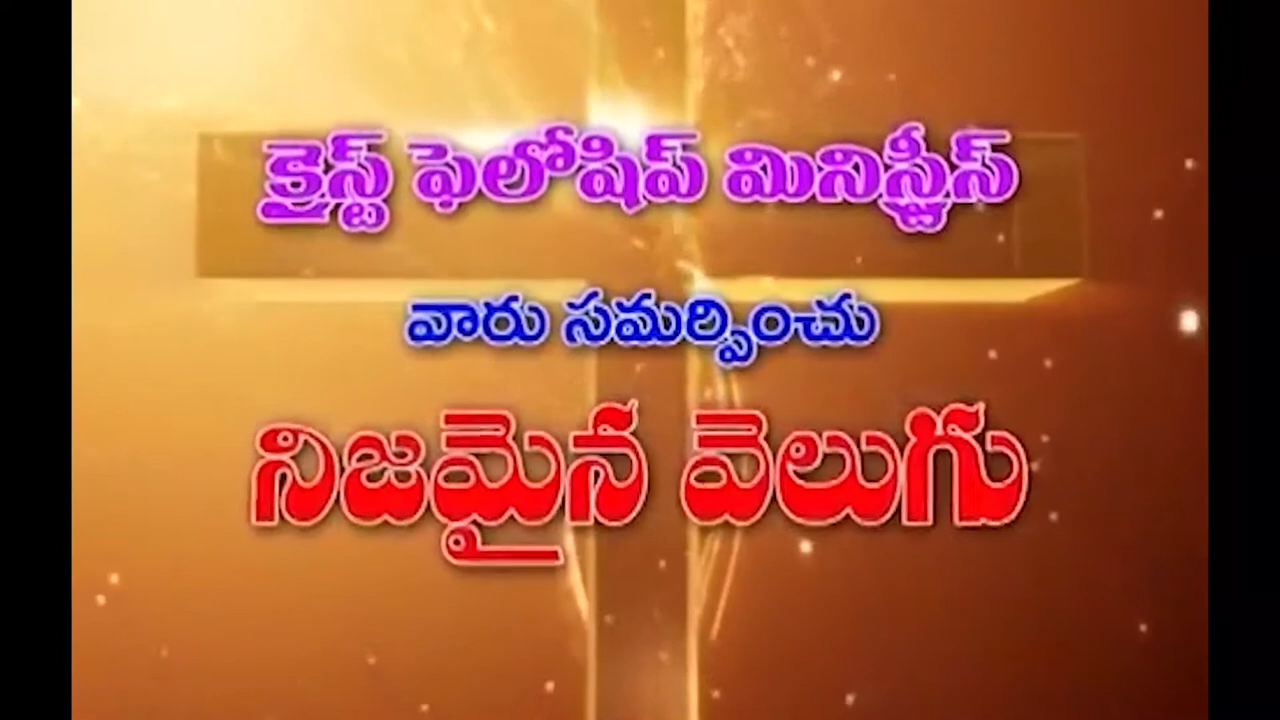 క్రైస్ట్ ఫెలోషిప్ మినిస్ట్రీస్
వారు సమర్పించు
నిజమైన వెలుగు